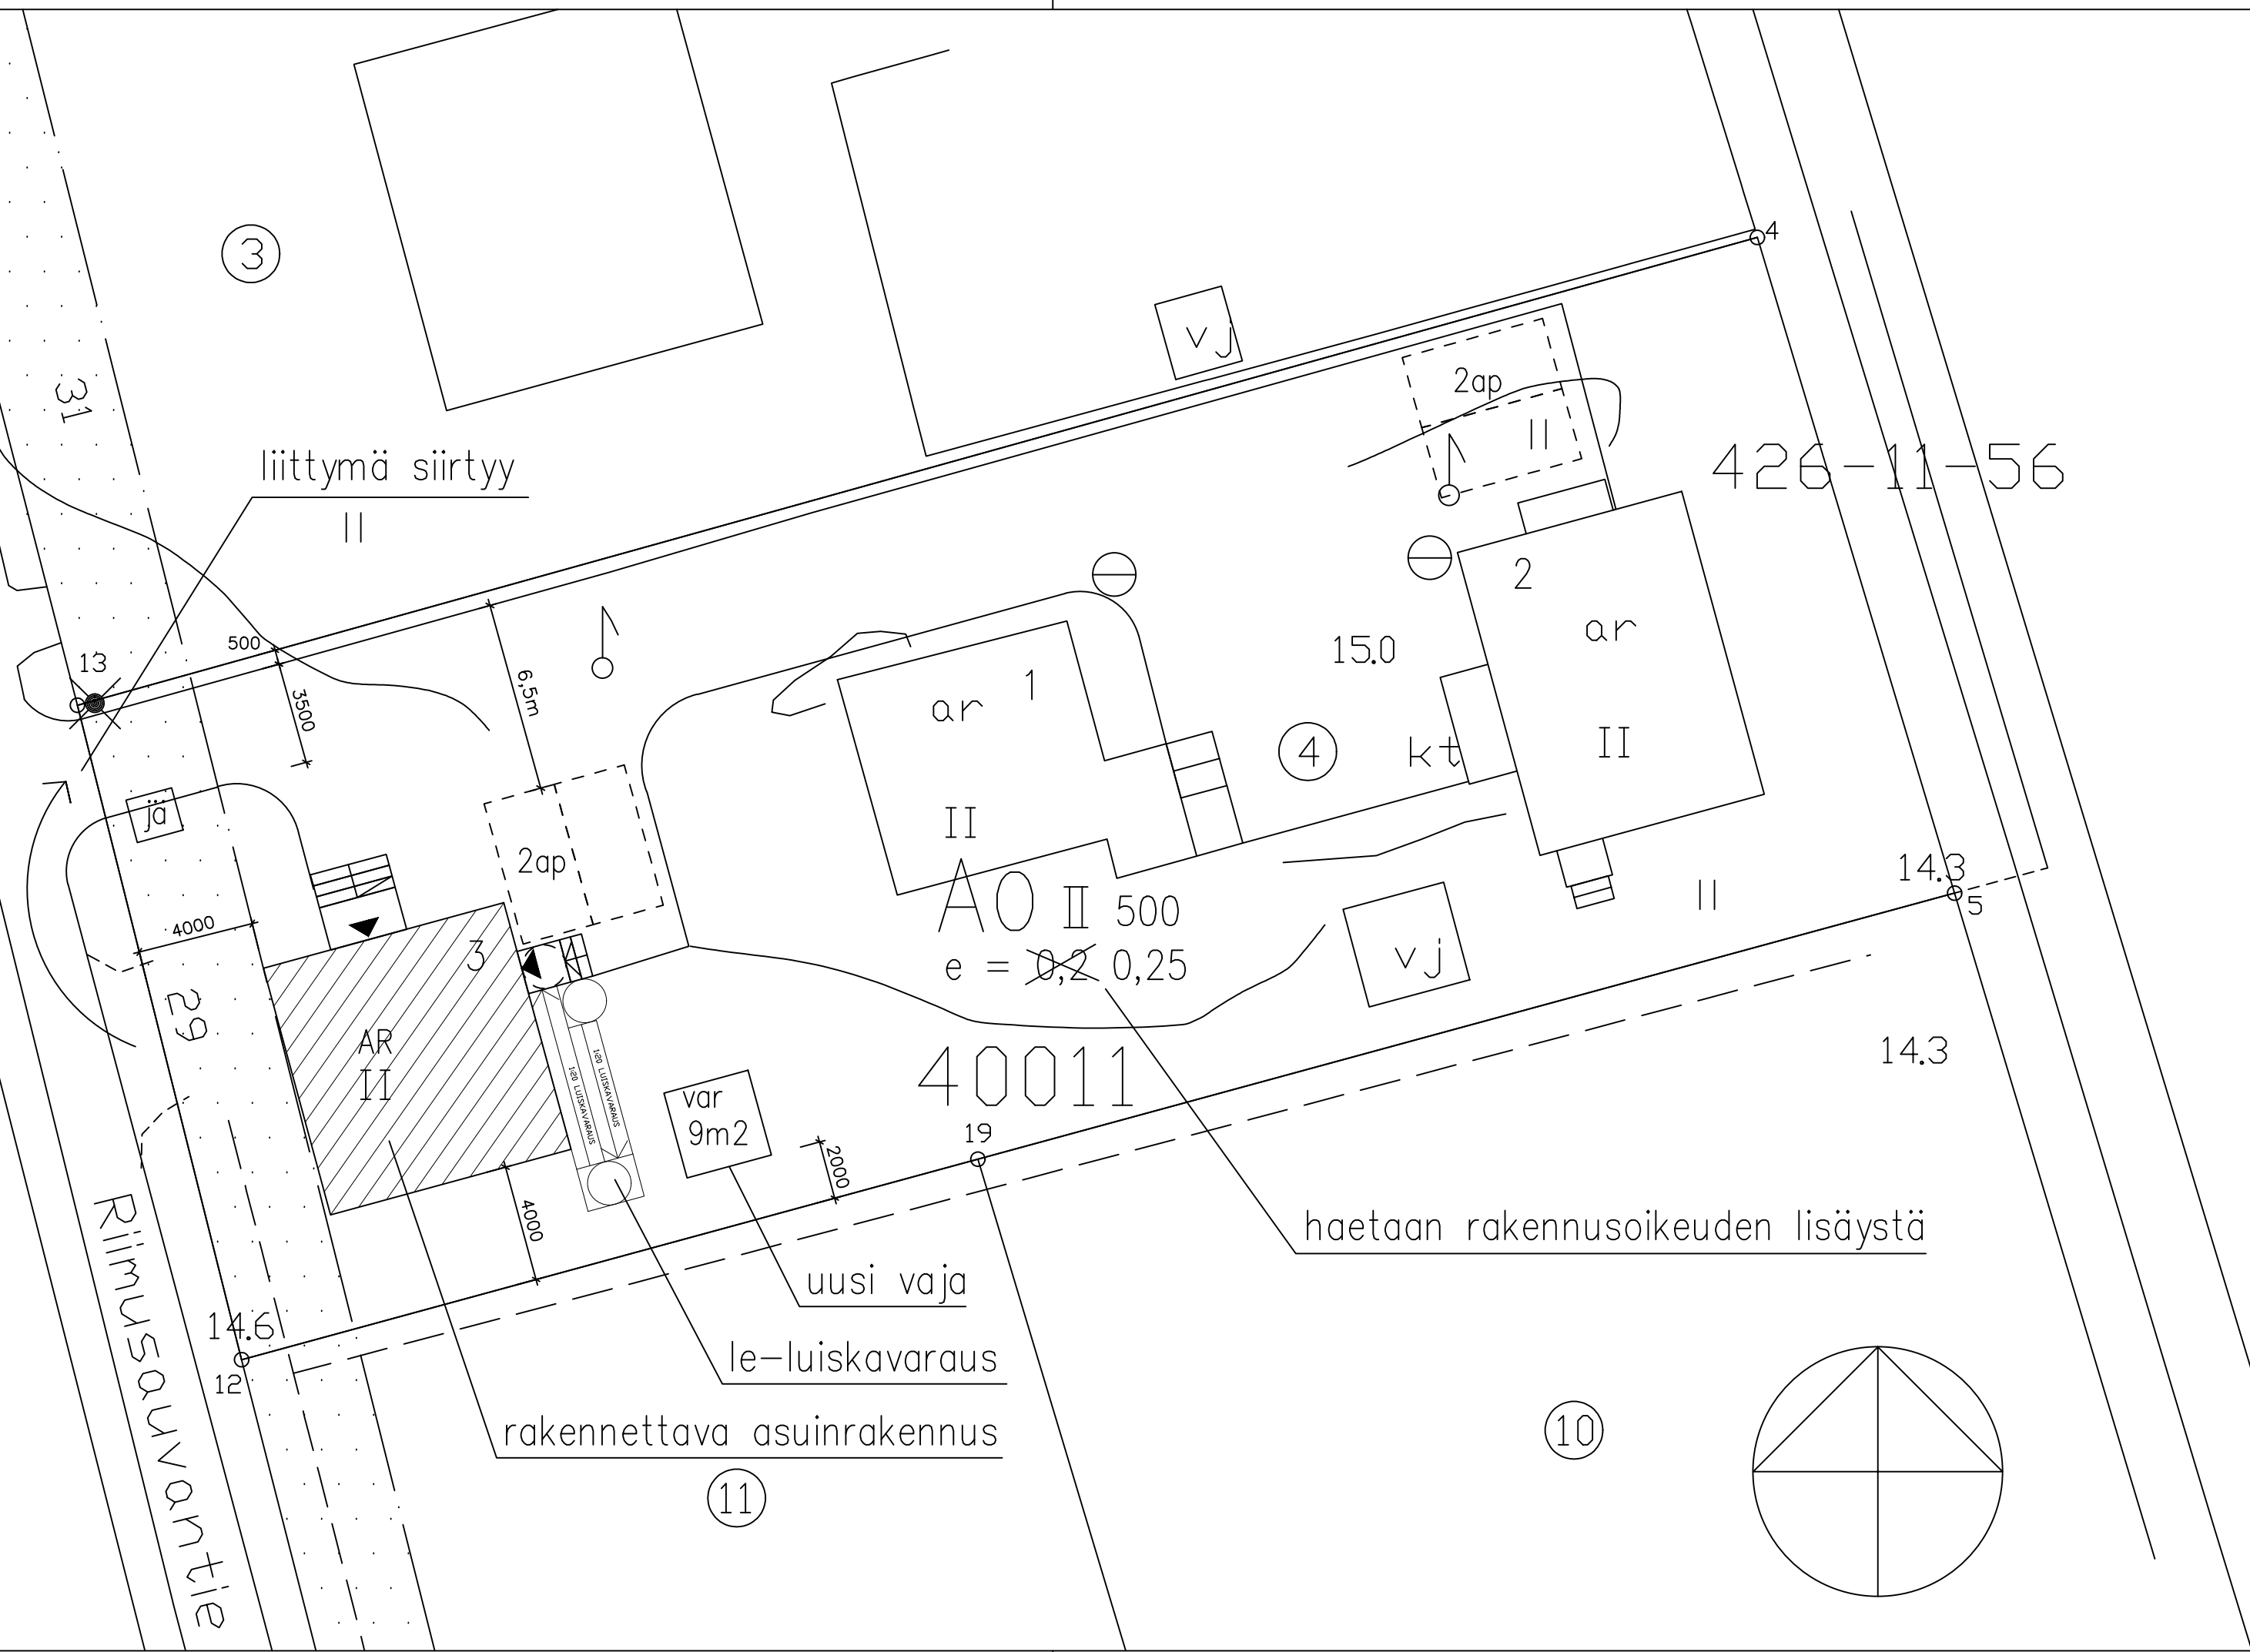 3
4
vj
2ap
31
426-11-56
liittymä siirtyy
II
II
2
ar
II
500
13
3500
6,5m
1
ar
II
15.0
4
kt
jä
2ap
4000
3
14.3
5
II
AO II 500
e = 0,2 0,25
vj
29
AR
II
1:20 LUISKAVARAUS
1:20 LUISKAVARAUS
var
9m2
40011
14.3
19
2000
4000
haetaan rakennusoikeuden lisäystä
uusi vaja
14.6
12
le-luiskavaraus
rakennettava asuinrakennus
10
11
Riimusauvantie